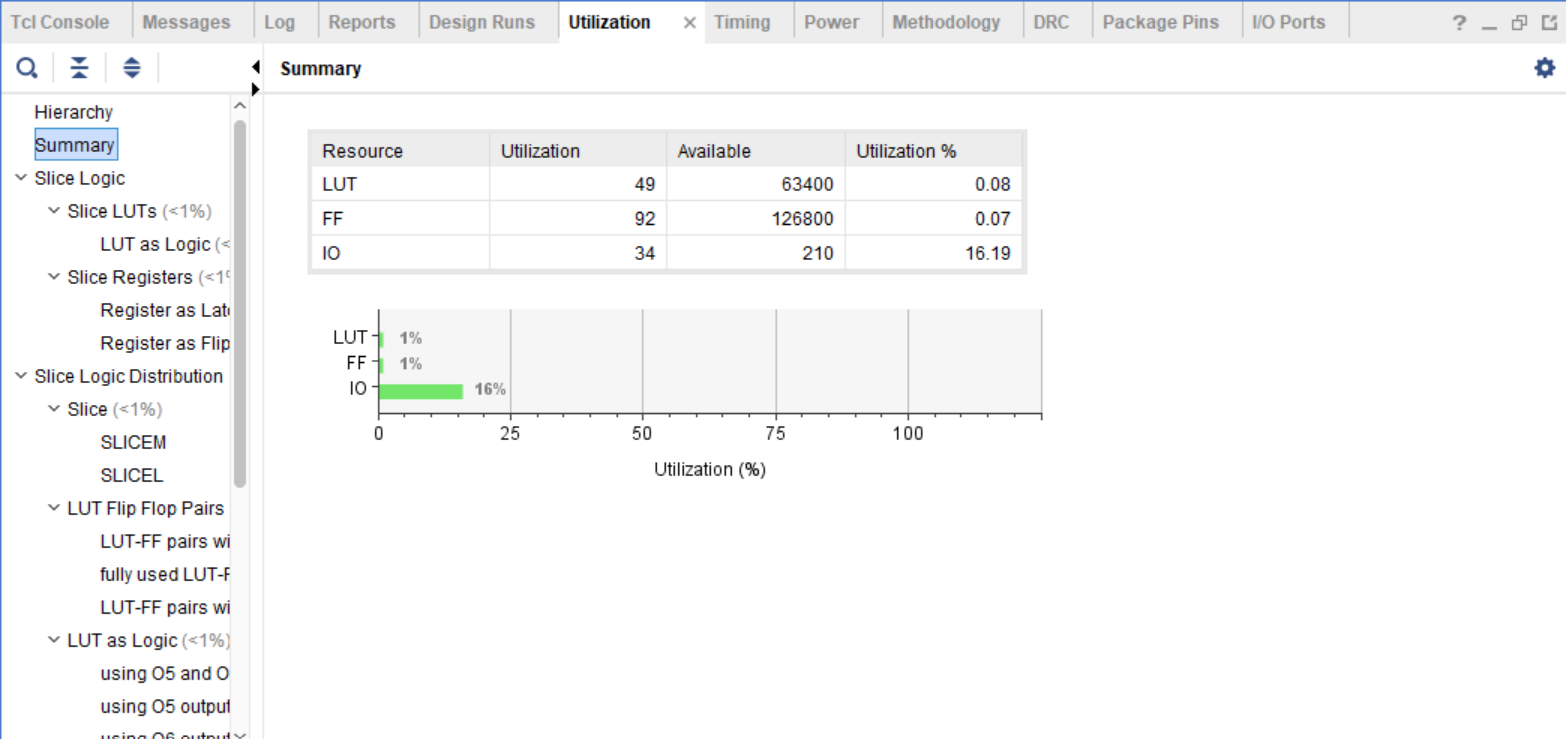 Tcl Console Messages Log Reports Design Runs Utilization × Timing Power Methodology DRC Package Pins I/O Ports ?
Summary
Hierarchy
Summary
Slice Logic
Slice LUTs (<1%)
LUT as Logic (<
Slice Registers (<1%
Register as Latc
Register as Flip
Slice Logic Distribution
Slice (<1%)
SLICEM
SLICEL
LUT Flip Flop Pairs
LUT-FF pairs wi
fully used LUT-F
LUT-FF pairs wi
LUT as Logic (<1%)
using O5 and O
using O5 output
using O6 output
Resource Utilization Available Utilization %
LUT 49 63400 0.08
FF 92 126800 0.07
IO 34 210 16.19
LUT 1%
FF 1%
IO 16%
0 25 50 75 100
Utilization (%)